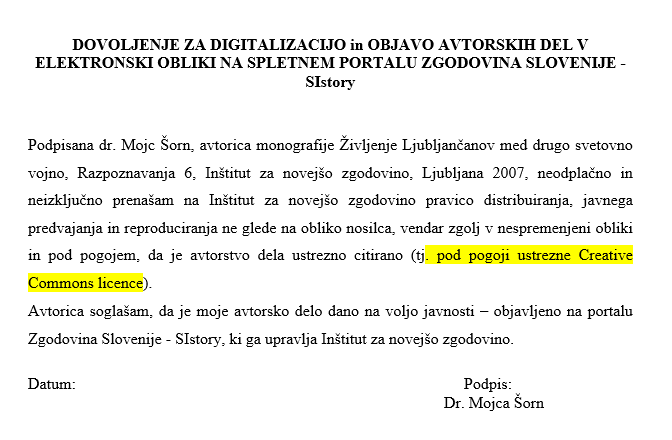 DOVOLJENJE ZA DIGITALIZACIJO in OBJAVO AVTORSKIH DEL V
ELEKTRONSKI OBLIKI NA SPLETNEM PORTALU ZGODOVINA SLOVENIJE -
SIstory
Podpisana dr. Mojc Šorn, avtorica monografije Življenje Ljubljančanov med drugo svetovno
vojno, Razpoznavanja 6, Inštitut za novejšo zgodovino, Ljubljana 2007, neodplačno in
neizključno prenašam na Inštitut za novejšo zgodovino pravico distribuiranja, javnega
predvajanja in reproduciranja ne glede na obliko nosilca, vendar zgolj v nespremenjeni obliki
in pod pogojem, da je avtorstvo dela ustrezno citirano (tj. pod pogoji ustrezne Creative
Commons licence).
Avtorica soglašam, da je moje avtorsko delo dano na voljo javnosti – objavljeno na portalu
Zgodovina Slovenije - SIstory, ki ga upravlja Inštitut za novejšo zgodovino.
Datum: Podpis:
Dr. Mojca Šorn